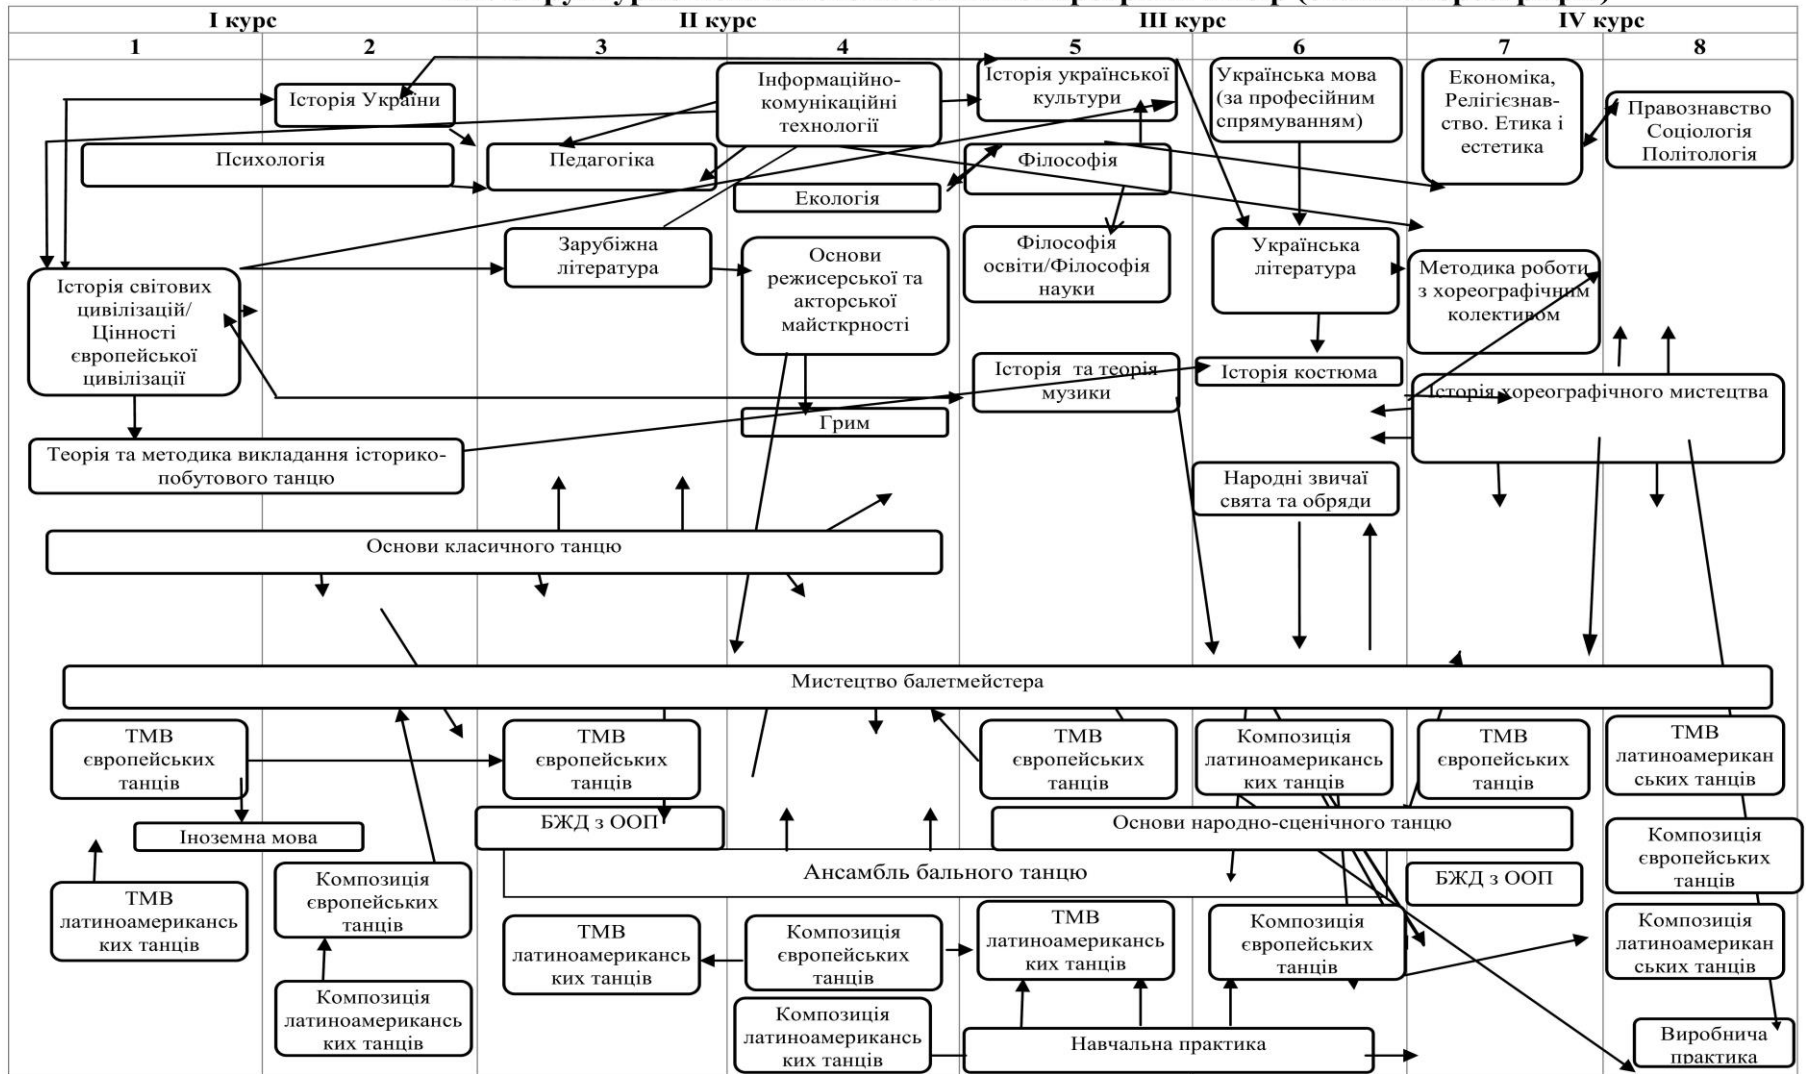 І курс
ІІ курс
ІІІ курс
IV курс
1
2
3
4
5
6
7
8
Історія України
Інформаційно-
комунікаційні
технології
Історія української
культури
Українська мова
(за професійним
спрямуванням)
Економіка,
Релігієзнав-
ство. Етика і
естетика
Правознавство
Соціологія
Політологія
Психологія
Педагогіка
Екологія
Філософія
Історія світових
цивілізацій/
Цінності
європейської
цивілізації
Зарубіжна
література
Основи
режисерської та
акторської
майсткрності
Філософія
освіти/Філософія
науки
Українська
література
Методика роботи
з хореографічним
колективом
Історія та теорія
музики
Історія костюма
Історія хореографічного мистецтва
Грим
Теорія та методика викладання історико-
побутового танцю
Народні звичаї
свята та обряди
Основи класичного танцю
Мистецтво балетмейстера
ТМВ
європейських
танців
ТМВ
європейських
танців
ТМВ
європейських
танців
Композиція
латиноамерикансь
ких танців
ТМВ
європейських
танців
ТМВ
латиноамерикан
ських танців
Іноземна мова
БЖД з ООП
Основи народно-сценічного танцю
Композиція
європейських
танців
Ансамбль бального танцю
БЖД з ООП
ТМВ
латиноамерикансь
ких танців
Композиція
європейських
танців
ТМВ
латиноамерикансь
ких танців
Композиція
європейських
танців
ТМВ
латиноамерикансь
ких танців
Композиція
європейських
танців
Композиція
латиноамерикан
ських танців
Композиція
латиноамерикансь
ких танців
Композиція
латиноамерикансь
ких танців
Навчальна практика
Виробнича
практика